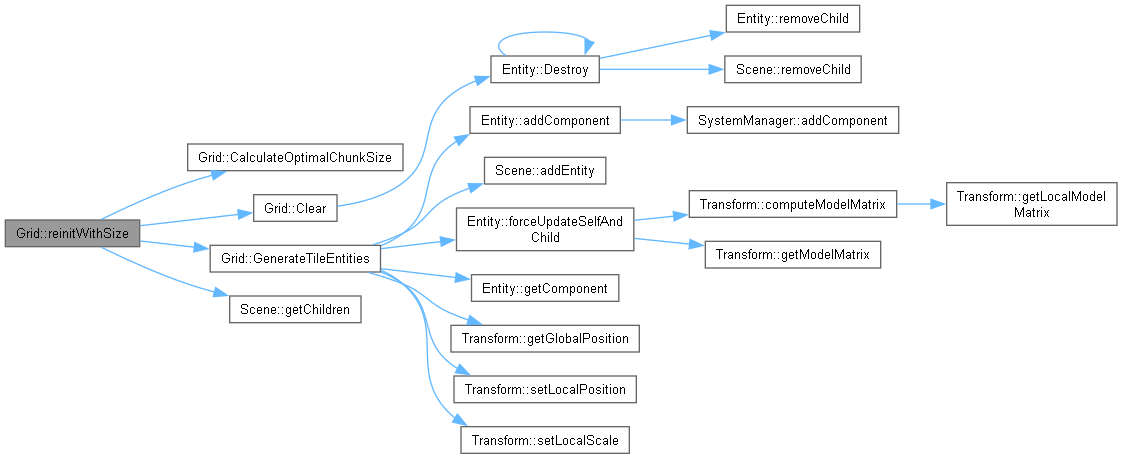 Entity::removeChild
Entity::Destroy
Scene::removeChild
Entity::addComponent
SystemManager::addComponent
Grid::CalculateOptimalChunkSize
Scene::addEntity
Grid::Clear
Transform::computeModelMatrix
Transform::getLocalModel
Matrix
Entity::forceUpdateSelfAnd
Child
Grid::reinitWithSize
Grid::GenerateTileEntities
Transform::getModelMatrix
Entity::getComponent
Scene::getChildren
Transform::getGlobalPosition
Transform::setLocalPosition
Transform::setLocalScale